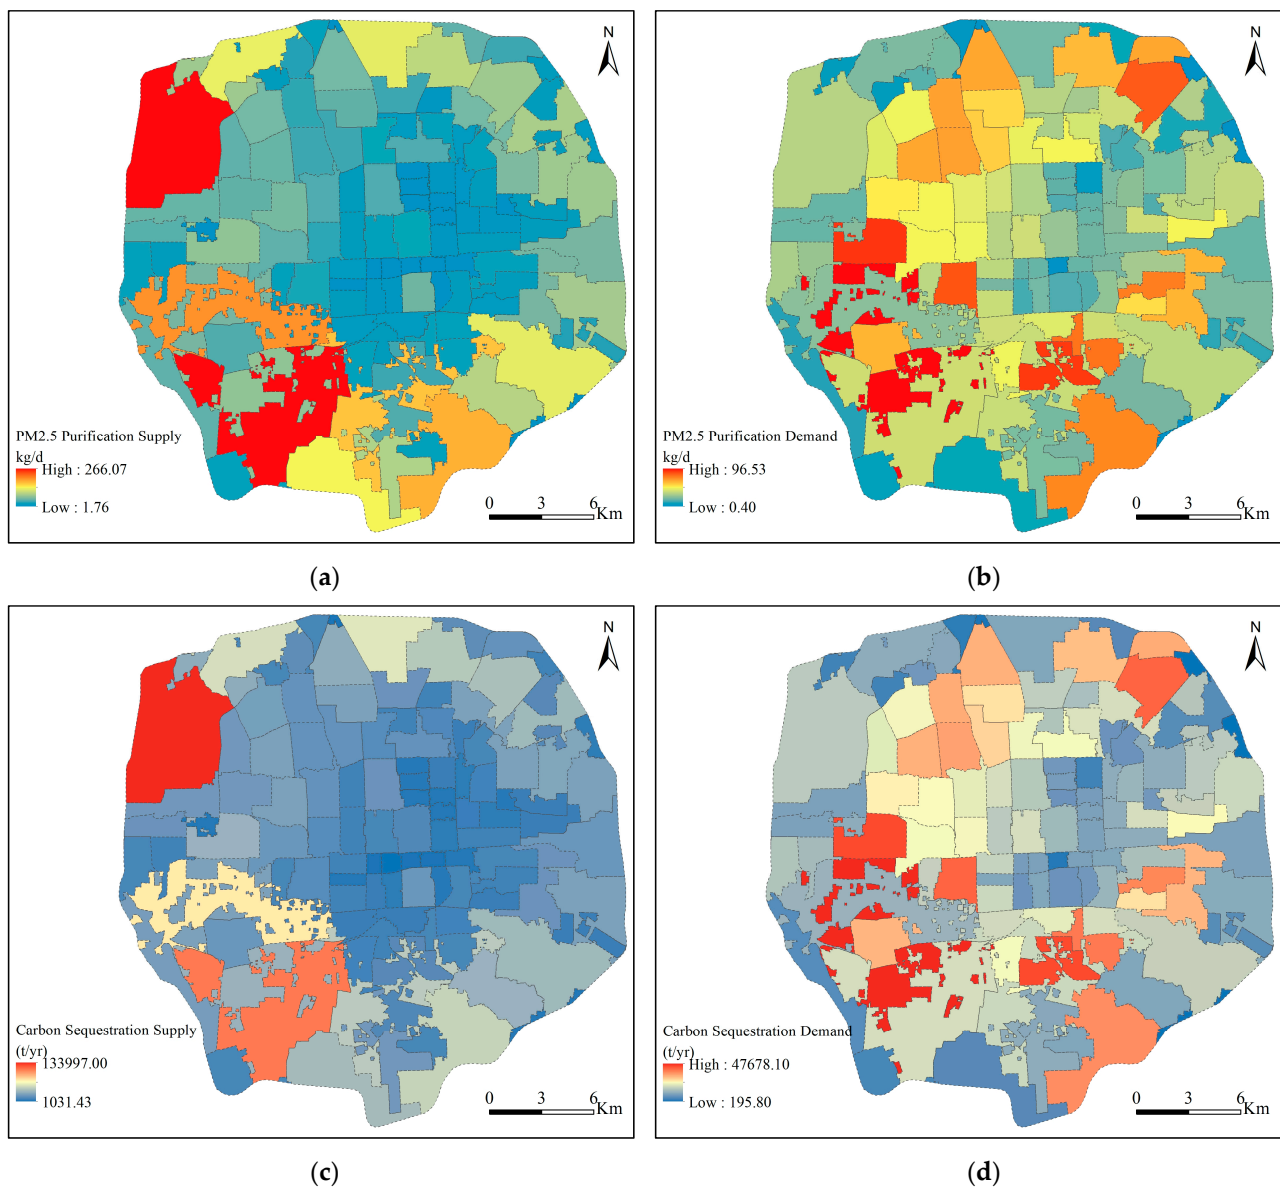 N
PM2.5 Purification Supply
kg/d
High : 266.07
Low : 1.76
0 3 6
Km
(a)
N
PM2.5 Purification Demand
kg/d
High : 96.53
Low : 0.40
0 3 6
Km
(b)
N
Carbon Sequestration Supply
(t/yr)
133997.00
1031.43
0 3 6
Km
(c)
N
Carbon Sequestration Demand
(t/yr)
High : 47678.10
Low : 195.80
0 3 6
Km
(d)